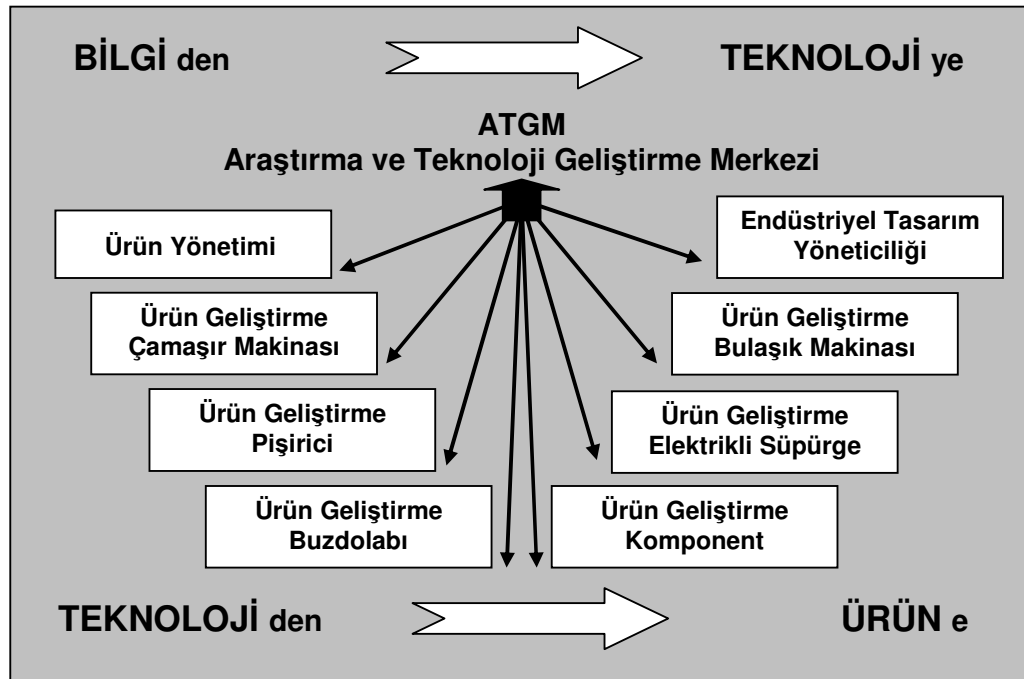 BİLGİ den
TEKNOLOJİ ye
ATGM
Araştırma ve Teknoloji Geliştirme Merkezi
Ürün Yönetimi
Endüstriyel Tasarım
Yöneticiliği
Ürün Geliştirme
Çamaşır Makinası
Ürün Geliştirme
Bulaşık Makinası
Ürün Geliştirme
Pişirici
Ürün Geliştirme
Elektrikli Süpürge
Ürün Geliştirme
Buzdolabı
Ürün Geliştirme
Komponent
TEKNOLOJİ den
ÜRÜN e